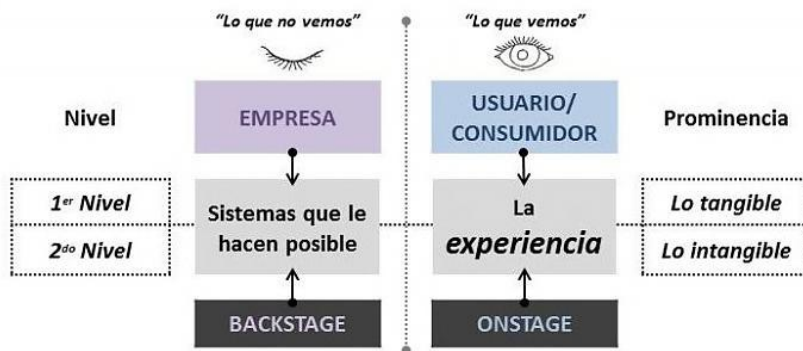 “Lo que no vemos”
“Lo que vemos”
Nivel
EMPRESA
USUARIO/
CONSUMIDOR
Prominencia
1er Nivel
2do Nivel
Sistemas que le
hacen posible
La
experiencia
Lo tangible
Lo intangible
BACKSTAGE
ONSTAGE